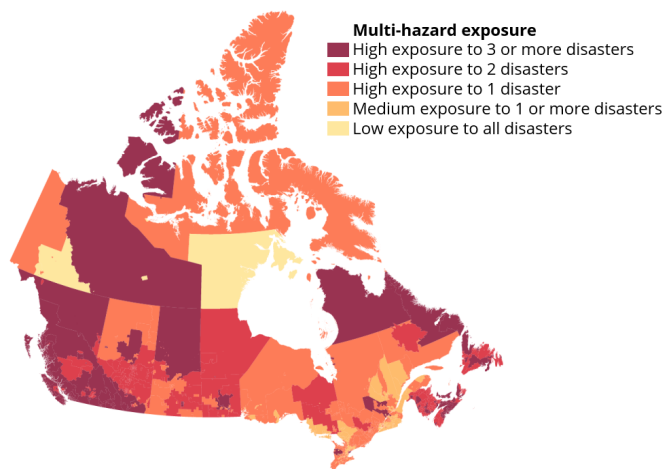 Multi-hazard exposure
High exposure to 3 or more disasters
High exposure to 2 disasters
High exposure to 1 disaster
Medium exposure to 1 or more disasters
Low exposure to all disasters